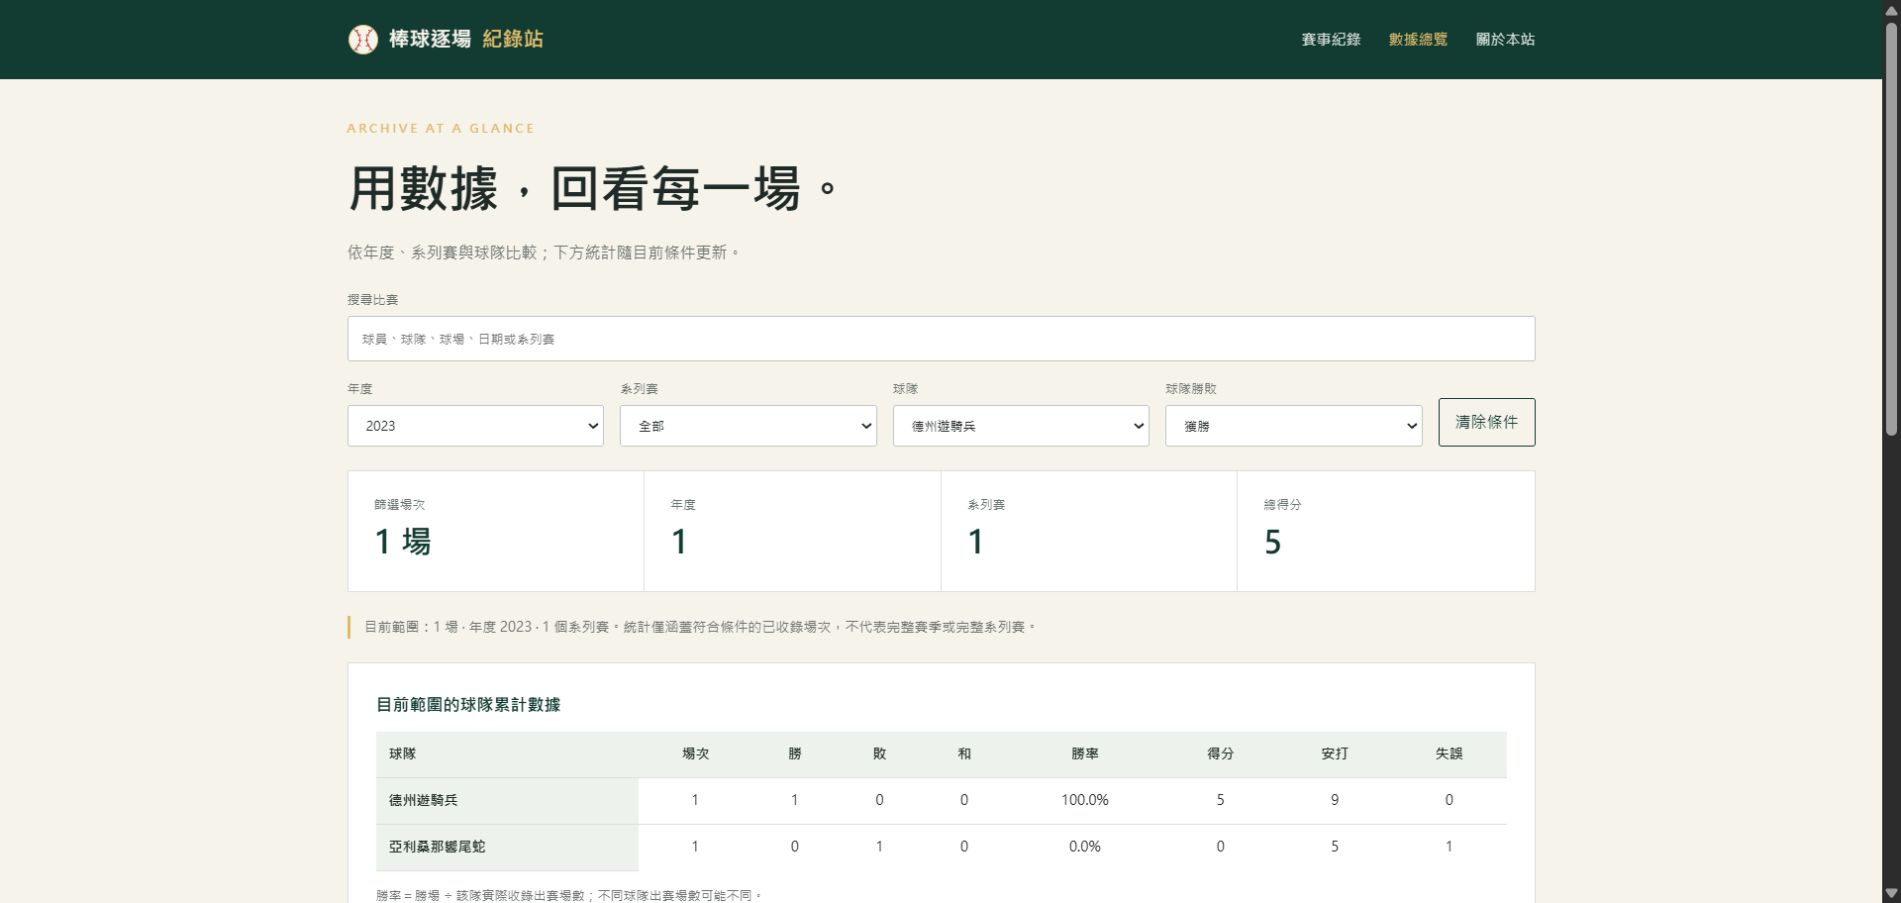 棒球逐場 紀錄站
賽事紀錄 數據總覽 關於本站
ARCHIVE AT A GLANCE
用數據，回看每一場。
依年度、系列賽與球隊比較；下方統計隨目前條件更新。
搜尋比賽
球員、球隊、球場、日期或系列賽
年度 系列賽 球隊 球隊勝敗
2023 全部 德州遊騎兵 獲勝 清除條件
篩選場次 年度 系列賽 總得分
1 場 1 1 5
目前範圍：1 場 · 年度 2023 · 1 個系列賽。統計僅涵蓋符合條件的已收錄場次，不代表完整賽季或完整系列賽。
目前範圍的球隊累計數據
球隊 場次 勝 敗 和 勝率 得分 安打 失誤
德州遊騎兵 1 1 0 0 100.0% 5 9 0
亞利桑那響尾蛇 1 0 1 0 0.0% 0 5 1
勝率 = 勝場 ÷ 該隊實際收錄出賽場數；不同球隊出賽場數可能不同。